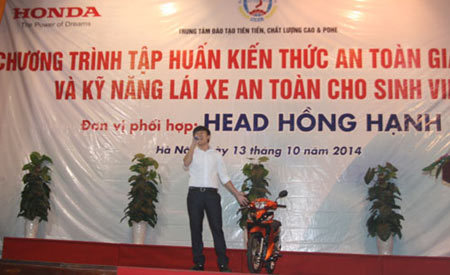 HONDA
The Power of Dreams
TRUNG TÂM ĐÀO TẠO TIÊN TIẾN, CHẤT LƯỢNG CAO & POHE
CHƯƠNG TRÌNH TẬP HUẤN KIẾN THỨC AN TOÀN GIA
VÀ KỸ NĂNG LÁI XE AN TOÀN CHO SINH VI
Đơn vị phối hợp: HEAD HỒNG HẠNH
Hà Nội, ngày 13 tháng 10 năm 2014